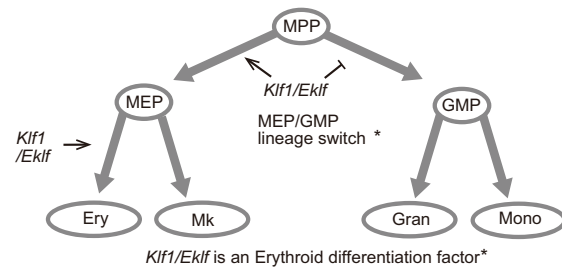 MPP
Klf1/Eklf
MEP
GMP
MEP/GMP
lineage switch *
Klf1
/Eklf
Ery
Mk
Gran
Mono
Klf1/Eklf is an Erythroid differentiation factor*